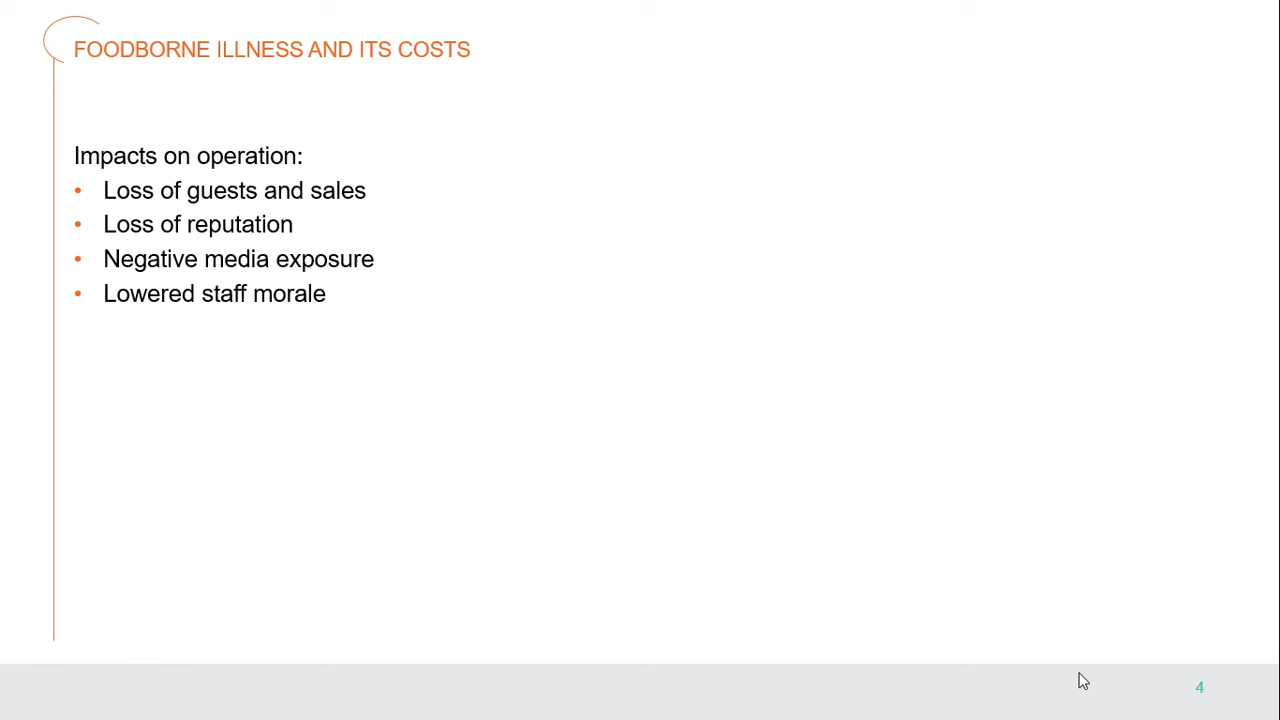 FOODBORNE ILLNESS AND ITS COSTS
Impacts on operation:
• Loss of guests and sales
• Loss of reputation
• Negative media exposure
• Lowered staff morale
4